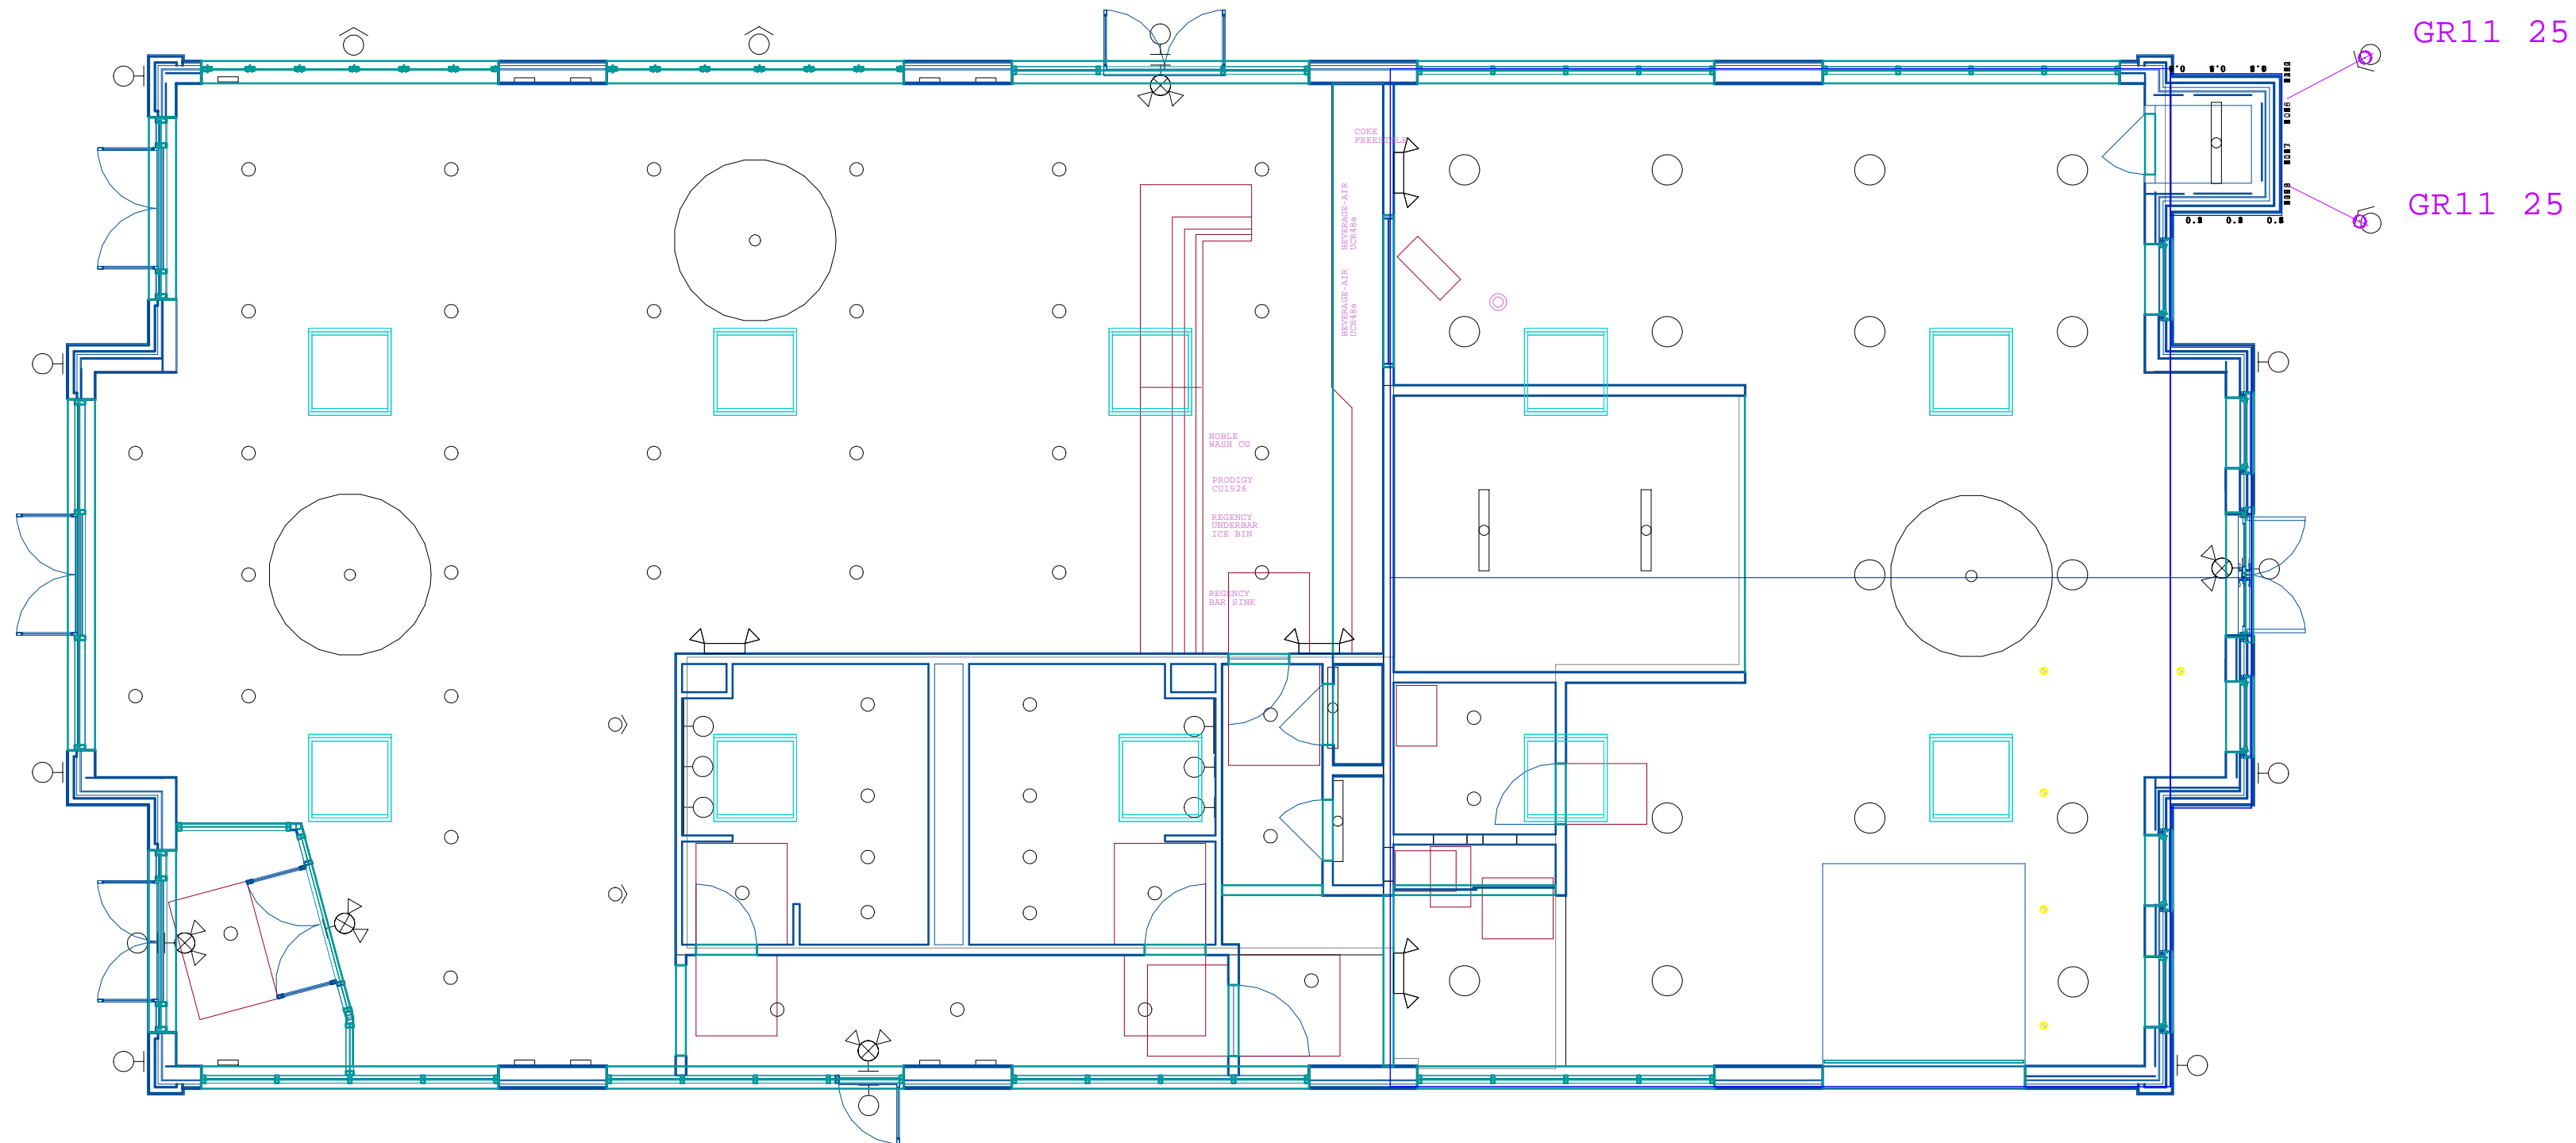 GR11 25
GR11 25
COKE
FREESTYLE
BEVERAGE-AIR
UCR48a
BEVERAGE-AIR
UCR48a
NOBLE
WASH CG
PRODIGY
CU1526
REGENCY
UNDERBAR
ICE BIN
REGENCY
BAR SINK